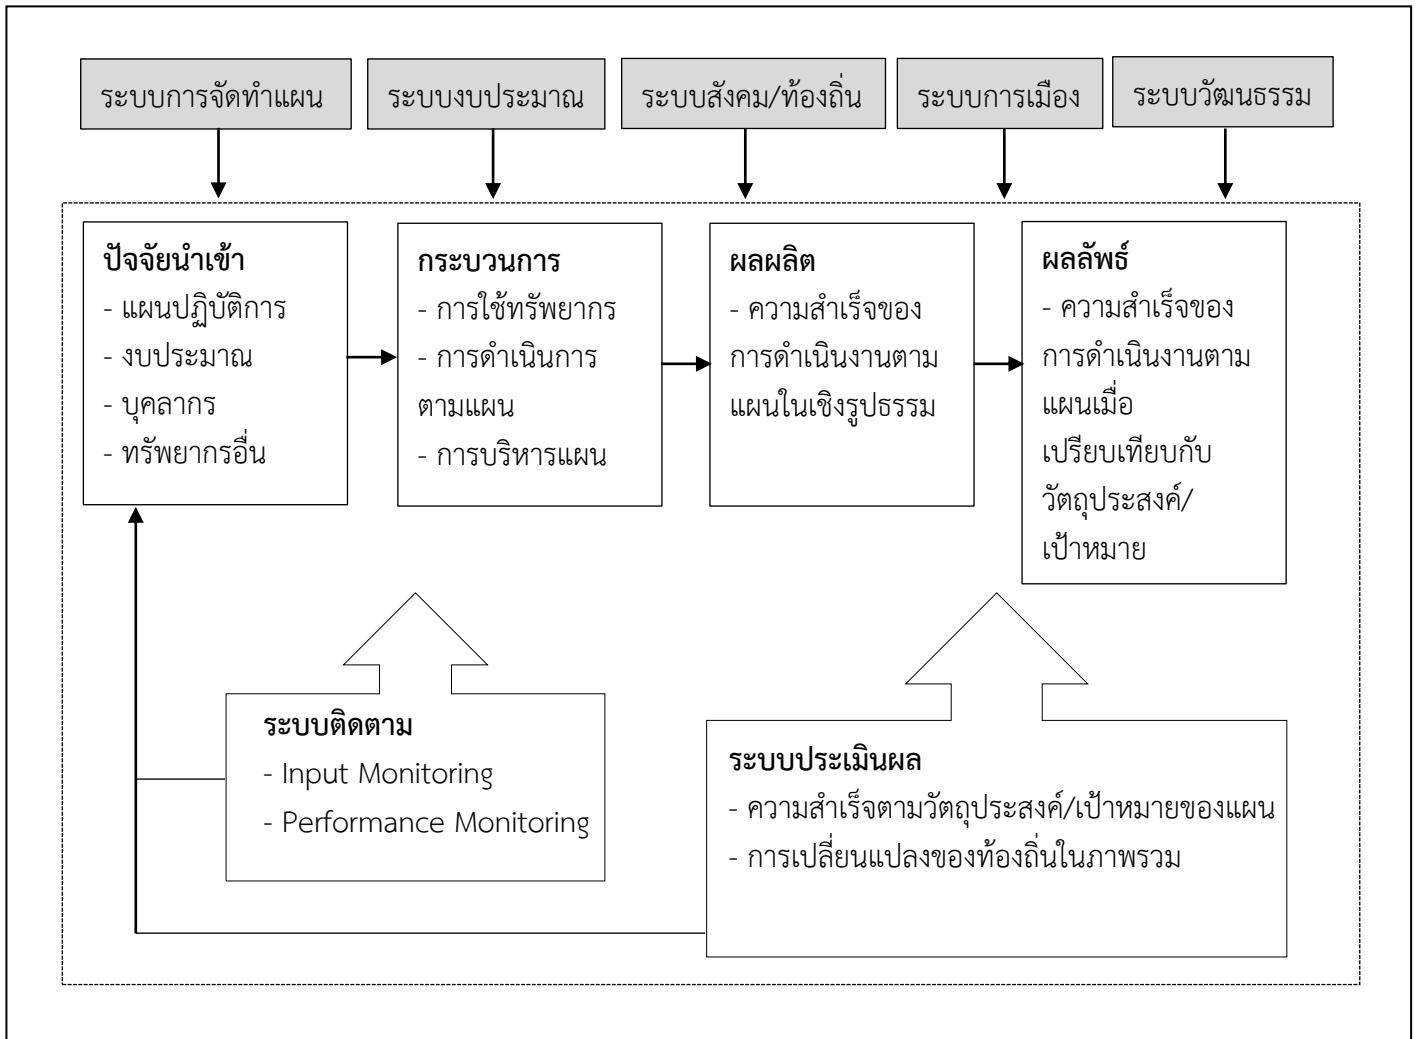 ระบบการจัดทำแผน
ระบบงบประมาณ
ระบบสังคม/ท้องถิ่น
ระบบการเมือง
ระบบวัฒนธรรม
ปัจจัยนำเข้า
- แผนปฏิบัติการ
- งบประมาณ
- บุคลากร
- ทรัพยากรอื่น
กระบวนการ
- การใช้ทรัพยากร
- การดำเนินการ
ตามแผน
- การบริหารแผน
ผลผลิต
- ความสำเร็จของ
การดำเนินงานตาม
แผนในเชิงรูปธรรม
ผลลัพธ์
- ความสำเร็จของ
การดำเนินงานตาม
แผนเมื่อ
เปรียบเทียบกับ
วัตถุประสงค์/
เป้าหมาย
ระบบติดตาม
- Input Monitoring
- Performance Monitoring
ระบบประเมินผล
- ความสำเร็จตามวัตถุประสงค์/เป้าหมายของแผน
- การเปลี่ยนแปลงของท้องถิ่นในภาพรวม